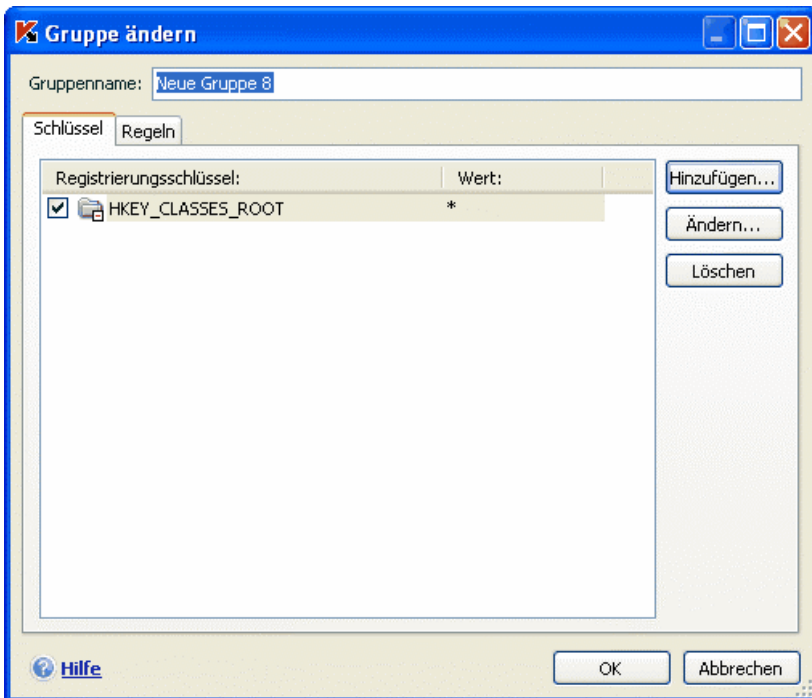 Gruppe ändern
Gruppenname: Neue Gruppe 8
Schlüssel Regeln
Registrierungsschlüssel: Wert:
HKEY_CLASSES_ROOT *
Hinzufügen...
Ändern...
Löschen
Hilfe OK Abbrechen